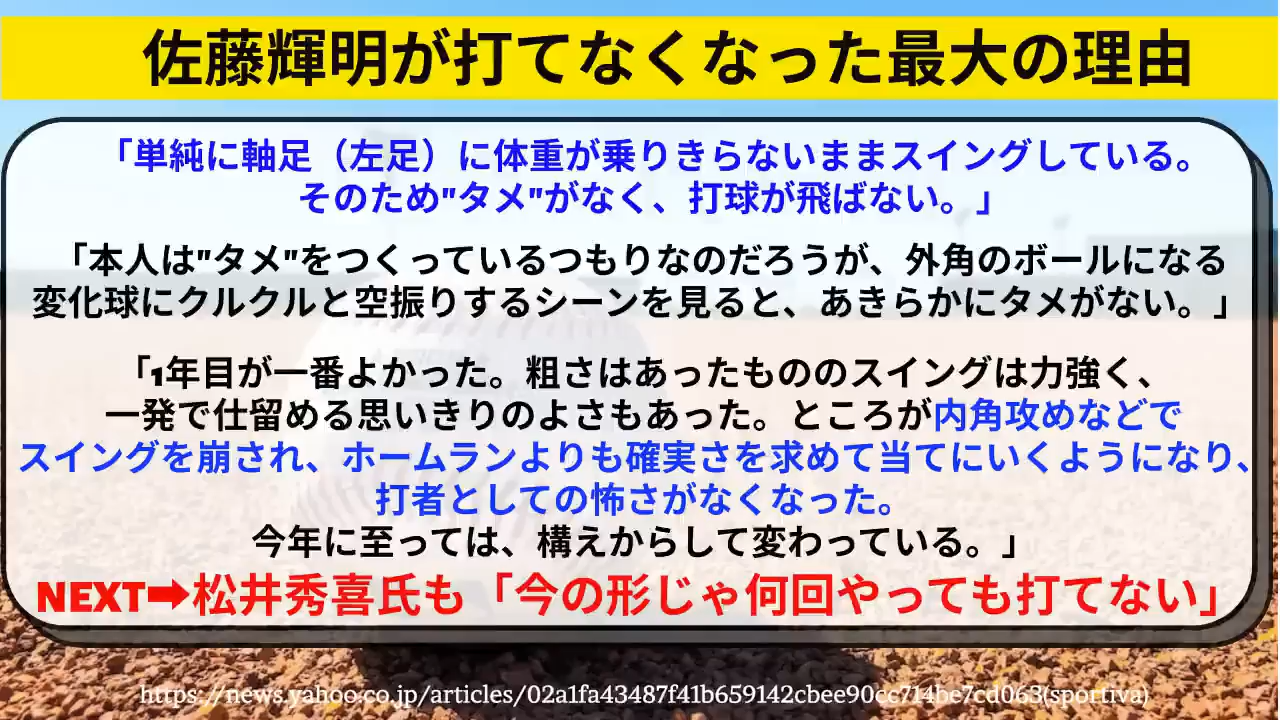 佐藤輝明が打てなくなった最大の理由
「単純に軸足（左足）に体重が乗りきらないままスイングしている。
そのため"タメ"がなく、打球が飛ばない。」
「本人は"タメ"をつくっているつもりなのだろうが、外角のボールになる
変化球にクルクルと空振りするシーンを見ると、あきらかにタメがない。」
「1年目が一番よかった。粗さはあったもののスイングは力強く、
一発で仕留める思いきりのよさもあった。ところが内角攻めなどで
スイングを崩され、ホームランよりも確実さを求めて当てにいくようになり、
打者としての怖さがなくなった。
今年に至っては、構えからして変わっている。」
NEXT➡松井秀喜氏も「今の形じゃ何回やっても打てない」
https://news.yahoo.co.jp/articles/02a1fa43487f41b659142cbee90cc714be7cd063(sportiva)